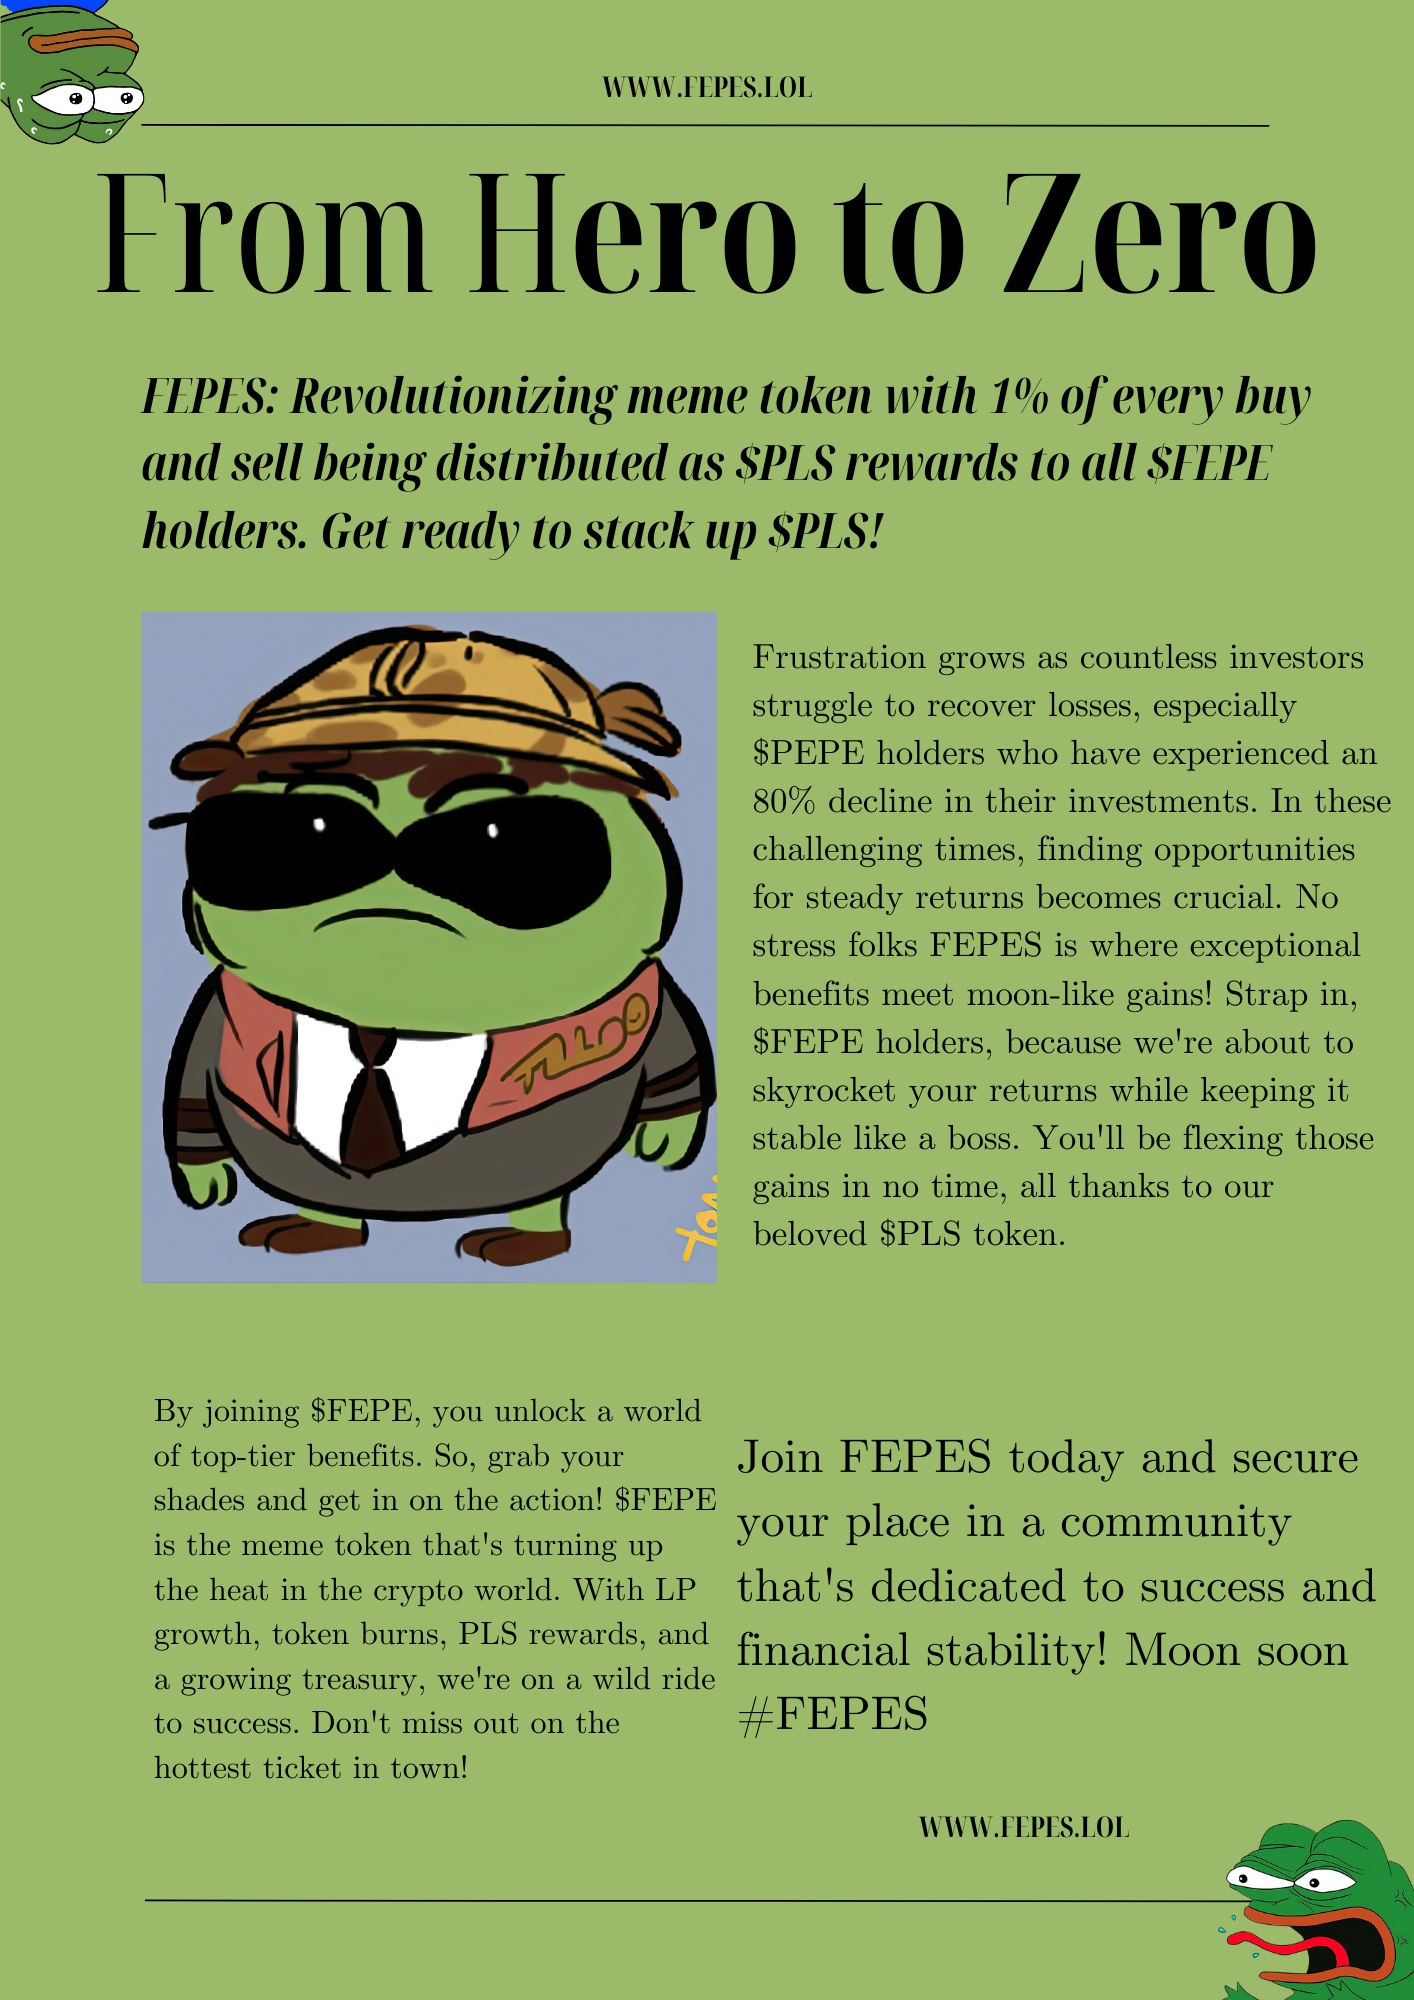 WWW.FEPES.LOL
From Hero to Zero
FEPES: Revolutionizing meme token with 1% of every buy
and sell being distributed as $PLS rewards to all $FEPE
holders. Get ready to stack up $PLS!
Frustration grows as countless investors
struggle to recover losses, especially
$PEPE holders who have experienced an
80% decline in their investments. In these
challenging times, finding opportunities
for steady returns becomes crucial. No
stress folks FEPES is where exceptional
benefits meet moon-like gains! Strap in,
$FEPE holders, because we're about to
skyrocket your returns while keeping it
stable like a boss. You'll be flexing those
gains in no time, all thanks to our
beloved $PLS token.
By joining $FEPE, you unlock a world
of top-tier benefits. So, grab your
shades and get in on the action! $FEPE
is the meme token that's turning up
the heat in the crypto world. With LP
growth, token burns, PLS rewards, and
a growing treasury, we're on a wild ride
to success. Don't miss out on the
hottest ticket in town!
Join FEPES today and secure
your place in a community
that's dedicated to success and
financial stability! Moon soon
#FEPES
WWW.FEPES.LOL